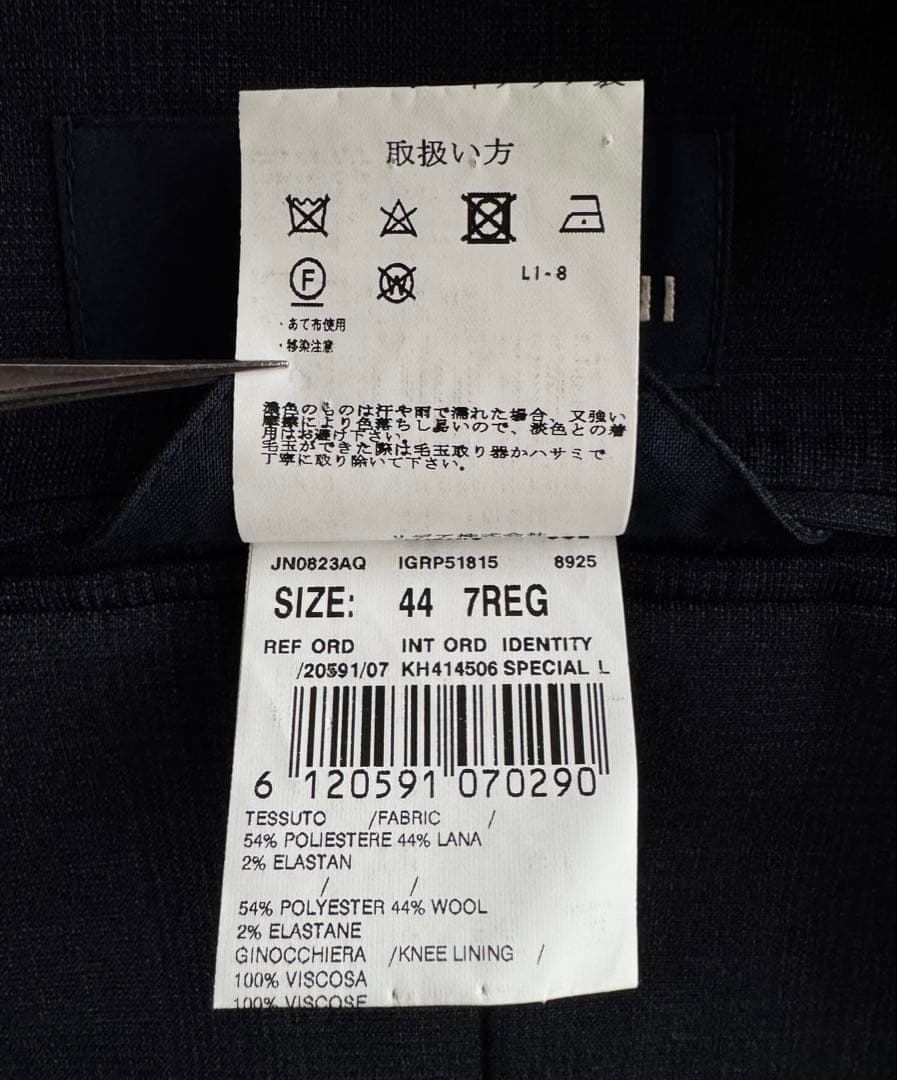 取扱い方
F
W
L1-8
・あて布使用
・移染注意
濃色のものは汗や雨で濡れた場合、又強い
摩擦により色落ちし易いので、淡色との着
用はお避け下さい。
毛玉ができた際は毛玉取り器かハサミで
丁寧に取り除いて下さい。
JN0823AQ IGRP51815 8925
SIZE: 44 7REG
REF ORD INT ORD IDENTITY
/20591/07 KH414506 SPECIAL L
6 120591 070290
TESSUTO /FABRIC /
54% POLIESTERE 44% LANA
2% ELASTAN
/ /
54% POLYESTER 44% WOOL
2% ELASTANE
GINOCCHIERA /KNEE LINING /
100% VISCOSA
100% VISCOSE